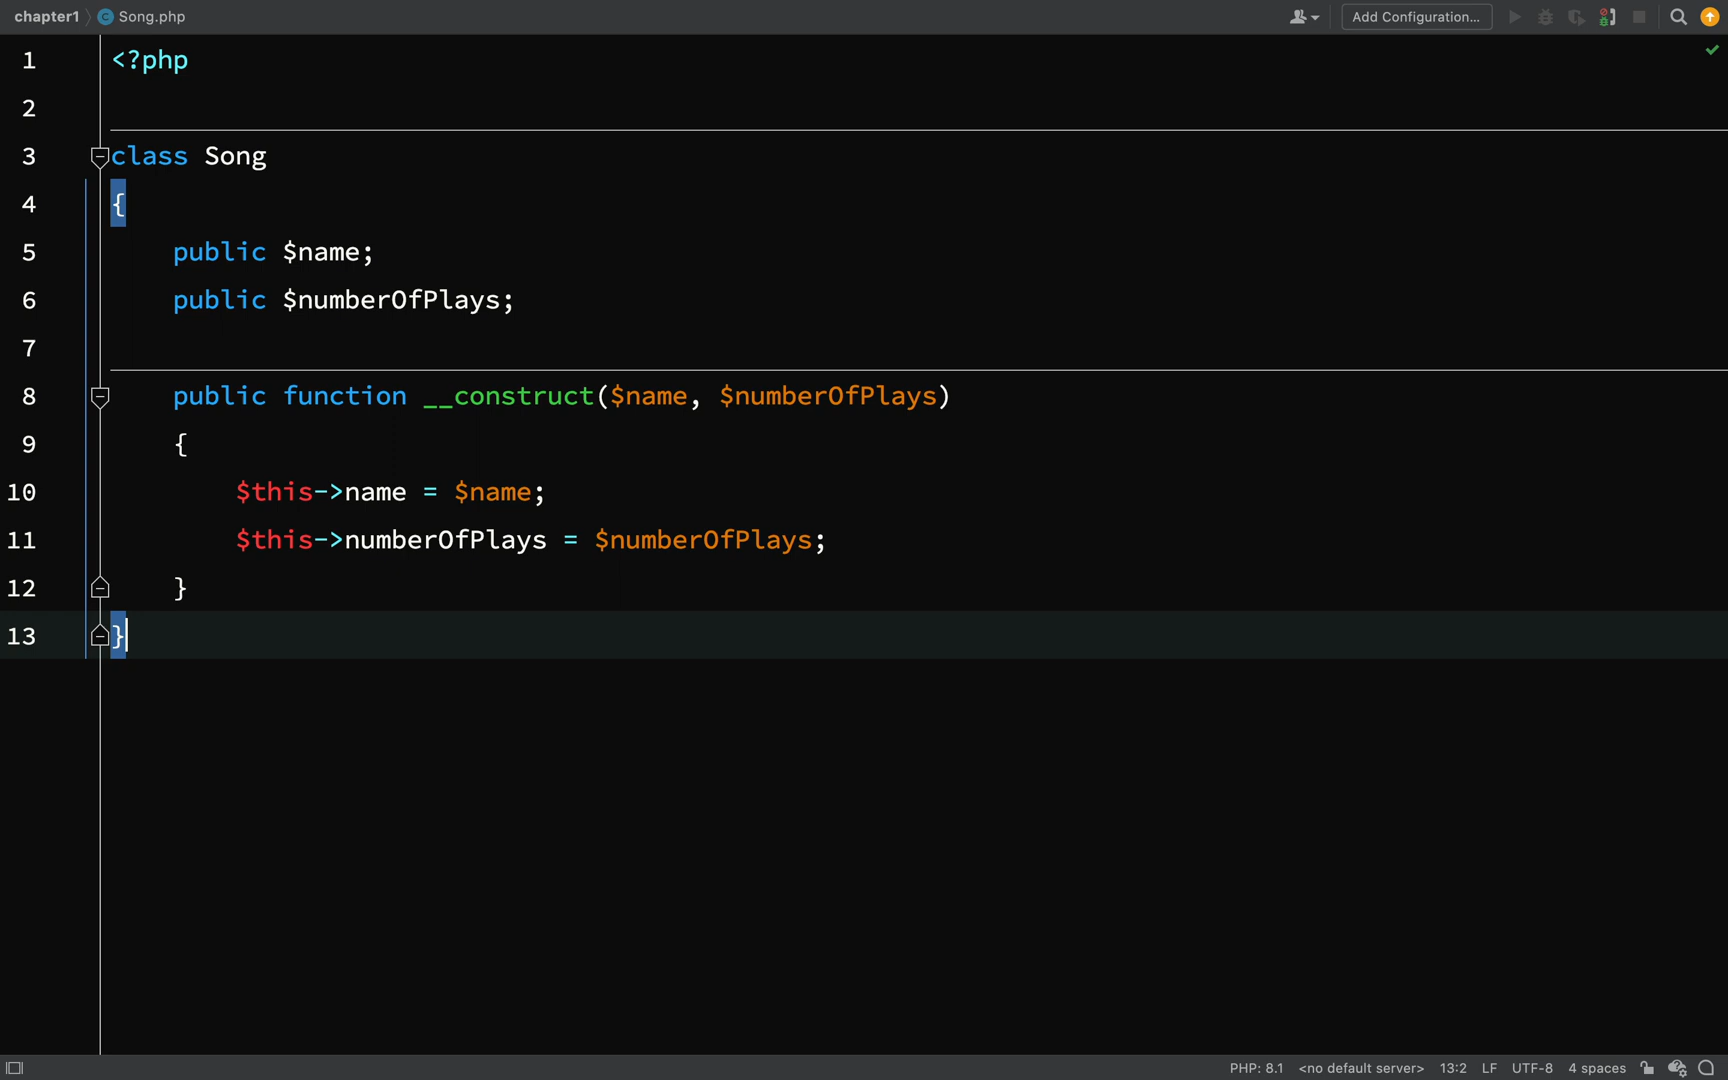 chapter1 Song.php Add Configuration...
1 <?php
2
3 class Song
4 {
5 public $name;
6 public $numberOfPlays;
7
8 public function __construct($name, $numberOfPlays)
9 {
10 $this->name = $name;
11 $this->numberOfPlays = $numberOfPlays;
12 }
13 }
PHP: 8.1 <no default server> 13:2 LF UTF-8 4 spaces